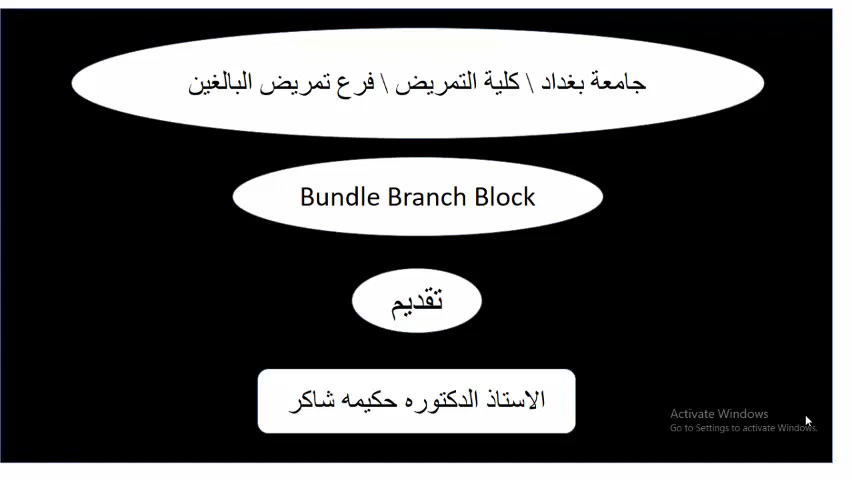 جامعة بغداد \ كلية التمريض \ فرع تمريض البالغين
Bundle Branch Block
تقديم
الاستاذ الدكتوره حكيمه شاكر
Activate Windows
Go to Settings to activate Windows.